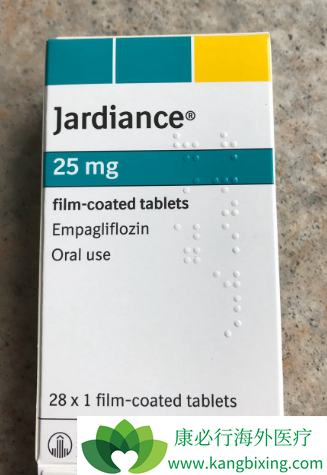 Jardiance®
25 mg
film-coated tablets
Empagliflozin
Oral use
28 x 1 film-coated tablets
康必行海外医疗
www.kangbixing.com